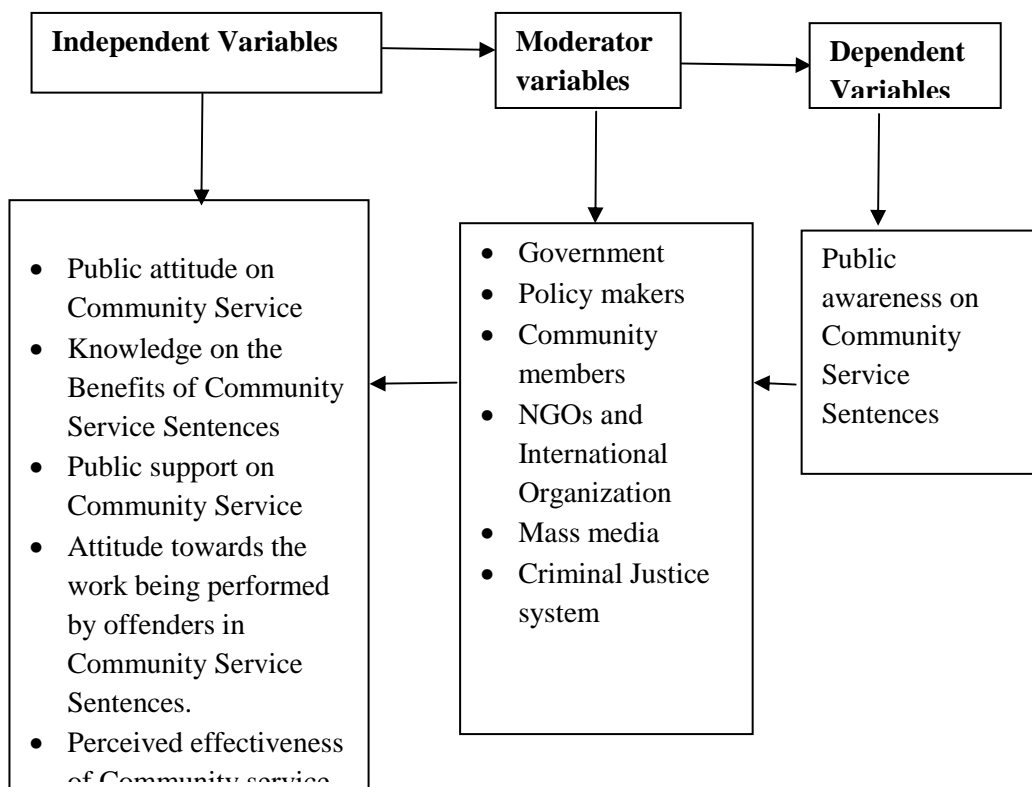 Independent Variables
Moderator
variables
Dependent
Variables
• Public attitude on
Community Service
• Knowledge on the
Benefits of Community
Service Sentences
• Public support on
Community Service
• Attitude towards the
work being performed
by offenders in
Community Service
Sentences.
• Perceived effectiveness
of Community service
• Government
• Policy makers
• Community
members
• NGOs and
International
Organization
• Mass media
• Criminal Justice
system
Public
awareness on
Community
Service
Sentences